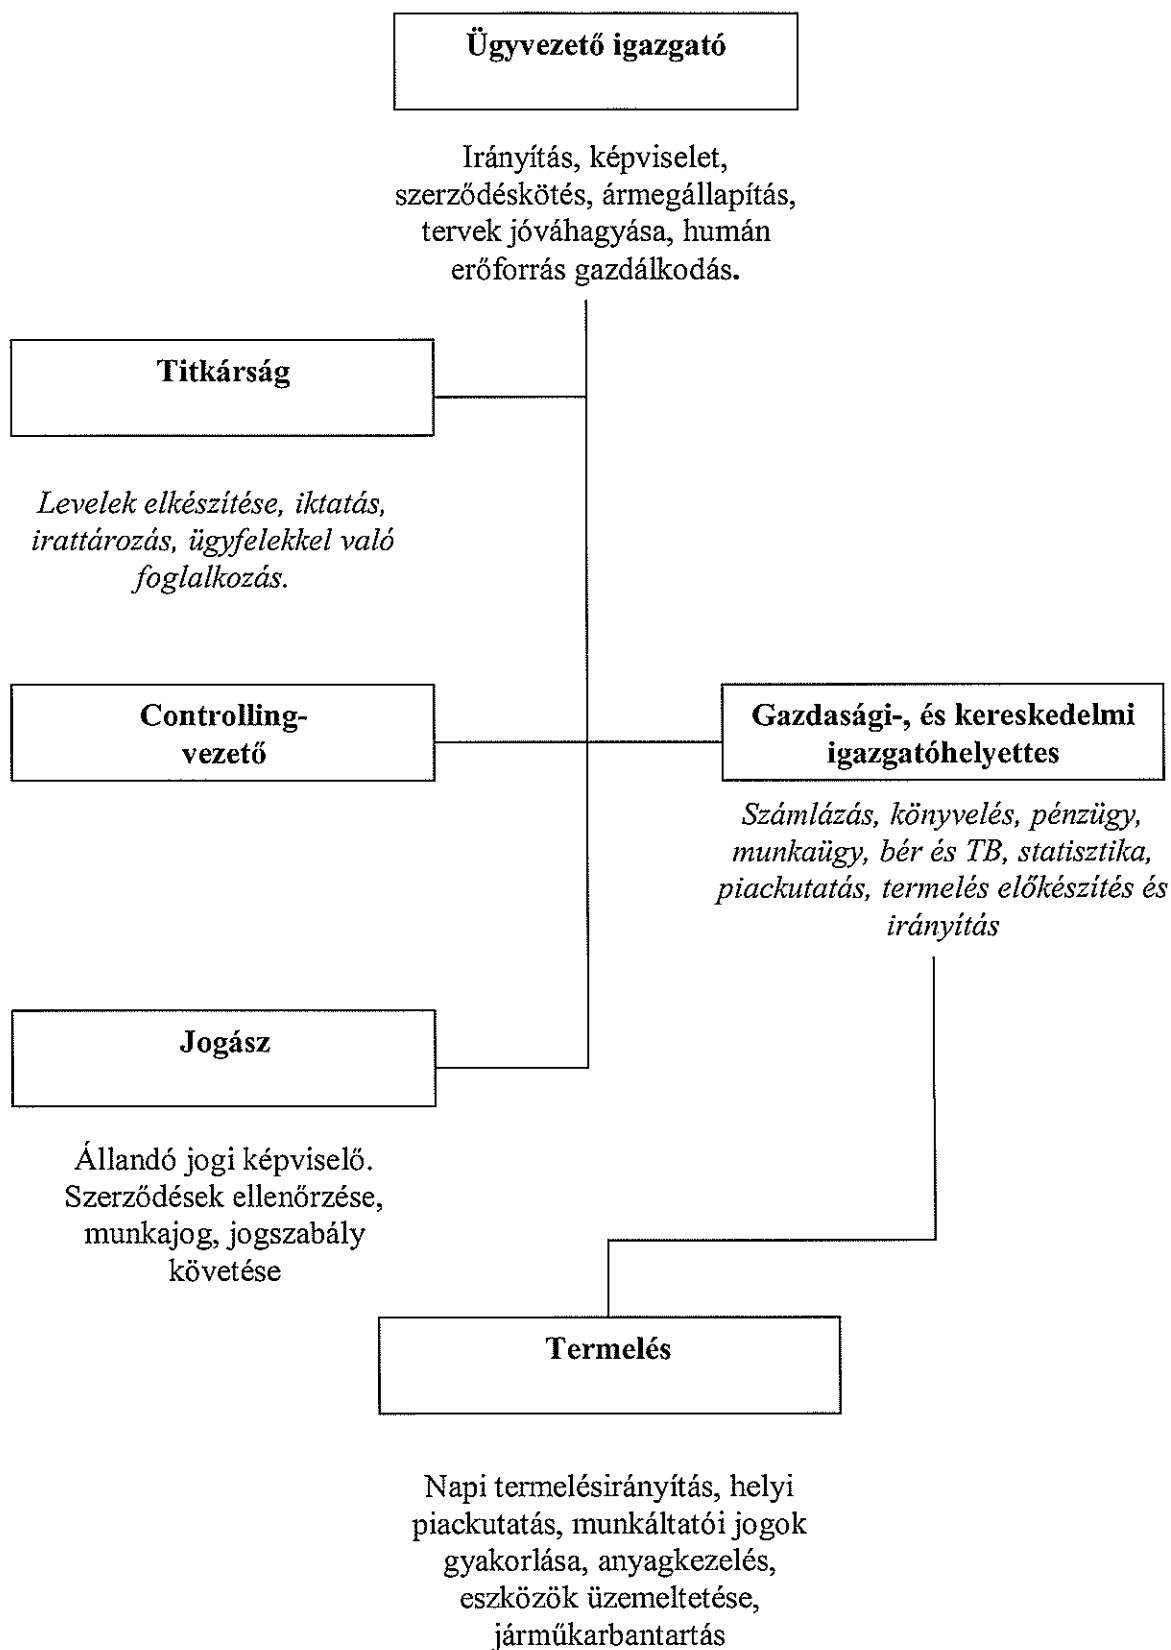 Ügyvezető igazgató
Irányítás, képviselet,
szerződéskötés, ármegállapítás,
tervek jóváhagyása, humán
erőforrás gazdálkodás.
Titkárság
Levelek elkészítése, iktatás,
irattározás, ügyfelekkel való
foglalkozás.
Controlling-
vezető
Gazdasági-, és kereskedelmi
igazgatóhelyettes
Számlázás, könyvelés, pénzügy,
munkaügy, bér és TB, statisztika,
piackutatás, termelés előkészítés és
irányítás
Jogász
Állandó jogi képviselő.
Szerződések ellenőrzése,
munkajog, jogszabály
követése
Termelés
Napi termelésirányítás, helyi
piackutatás, munkáltatói jogok
gyakorlása, anyagkezelés,
eszközök üzemeltetése,
járműkarbantartás